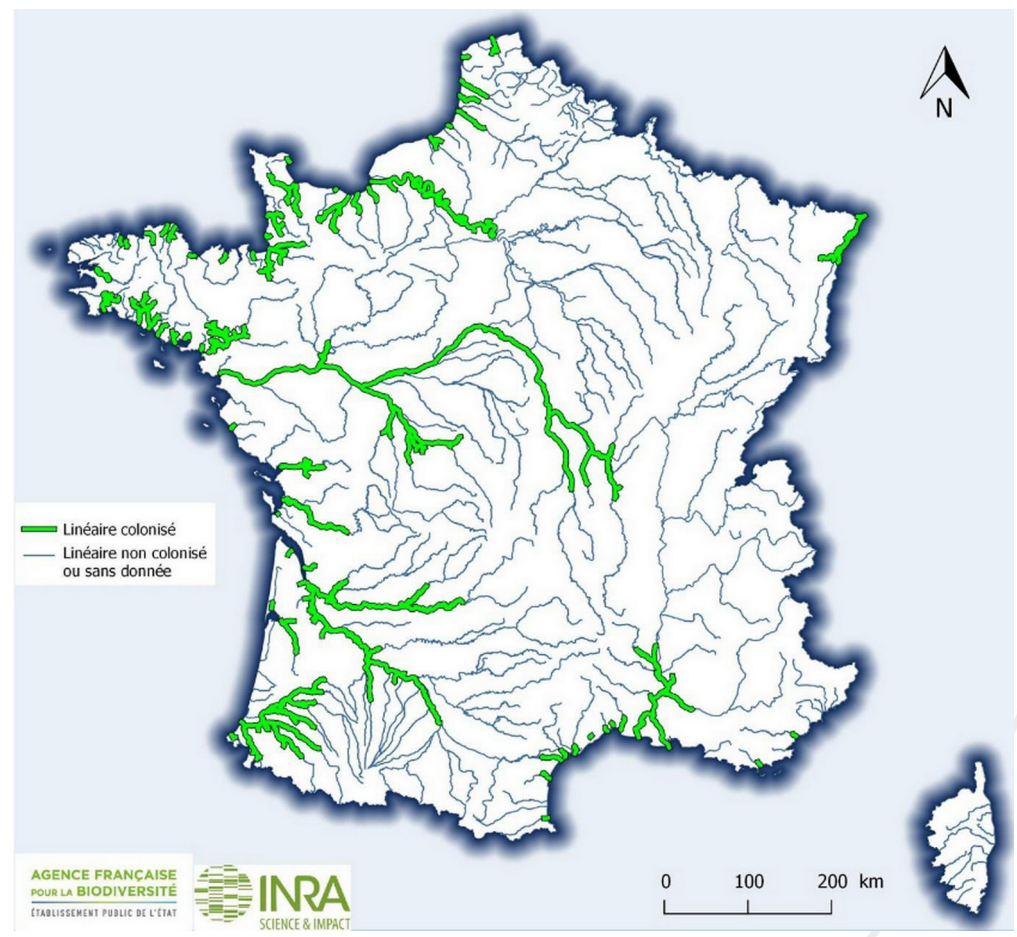 N
Linéaire colonisé
Linéaire non colonisé
ou sans donnée
AGENCE FRANÇAISE
POUR LA BIODIVERSITÉ
ÉTABLISSEMENT PUBLIC DE L'ÉTAT
INRA
SCIENCE & IMPACT
0 100 200 km